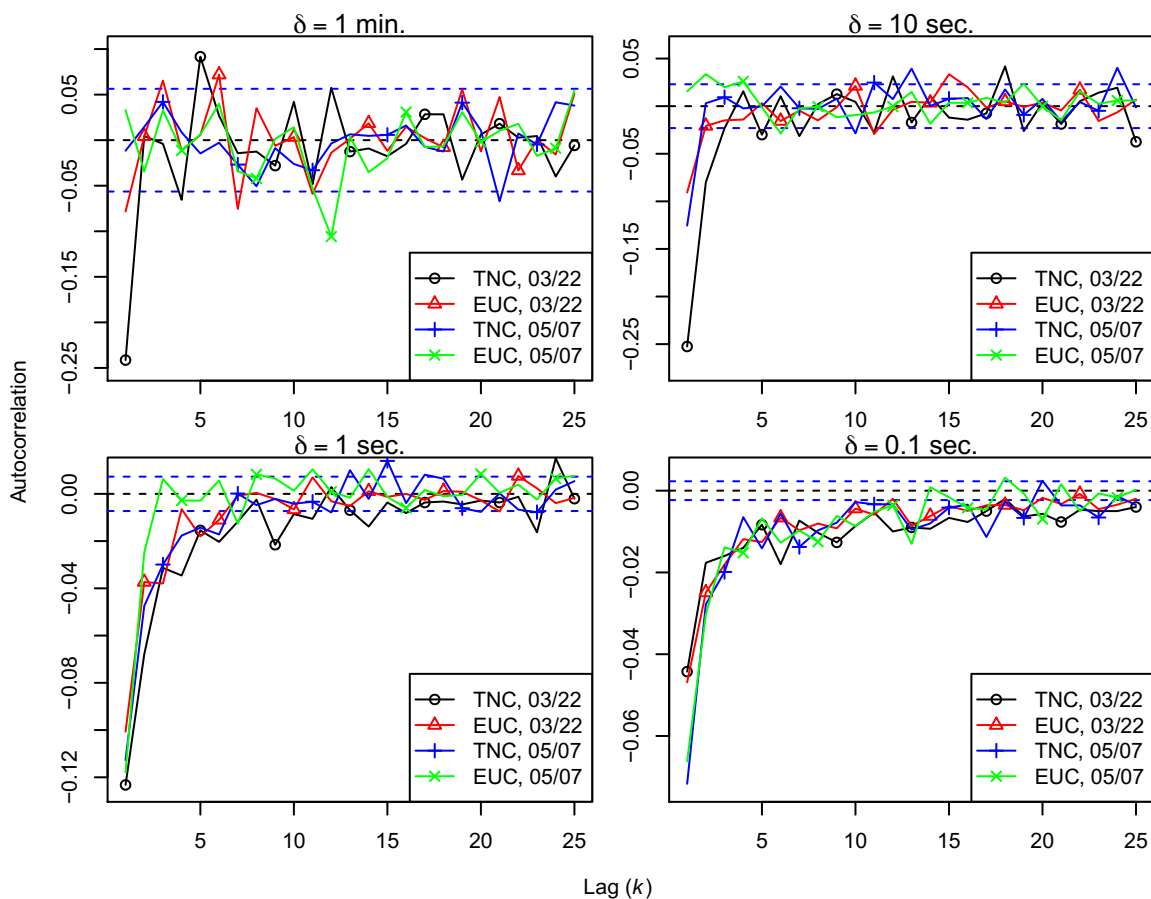 δ = 1 min.
0.05
−0.05
−0.15
−0.25
5 10 15 20 25
TNC, 03/22
EUC, 03/22
TNC, 05/07
EUC, 05/07
δ = 10 sec.
0.05
−0.05
−0.15
−0.25
5 10 15 20 25
TNC, 03/22
EUC, 03/22
TNC, 05/07
EUC, 05/07
Autocorrelation
δ = 1 sec.
0.00
−0.04
−0.08
−0.12
5 10 15 20 25
TNC, 03/22
EUC, 03/22
TNC, 05/07
EUC, 05/07
δ = 0.1 sec.
0.00
−0.02
−0.04
−0.06
5 10 15 20 25
TNC, 03/22
EUC, 03/22
TNC, 05/07
EUC, 05/07
Lag (k)